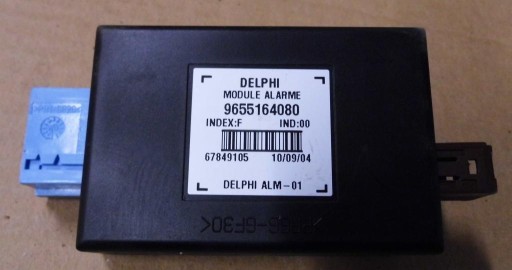 DELPHI
MODULE ALARME
9655164080
INDEX:F IND:00
67849105 10/09/04
DELPHI ALM-01